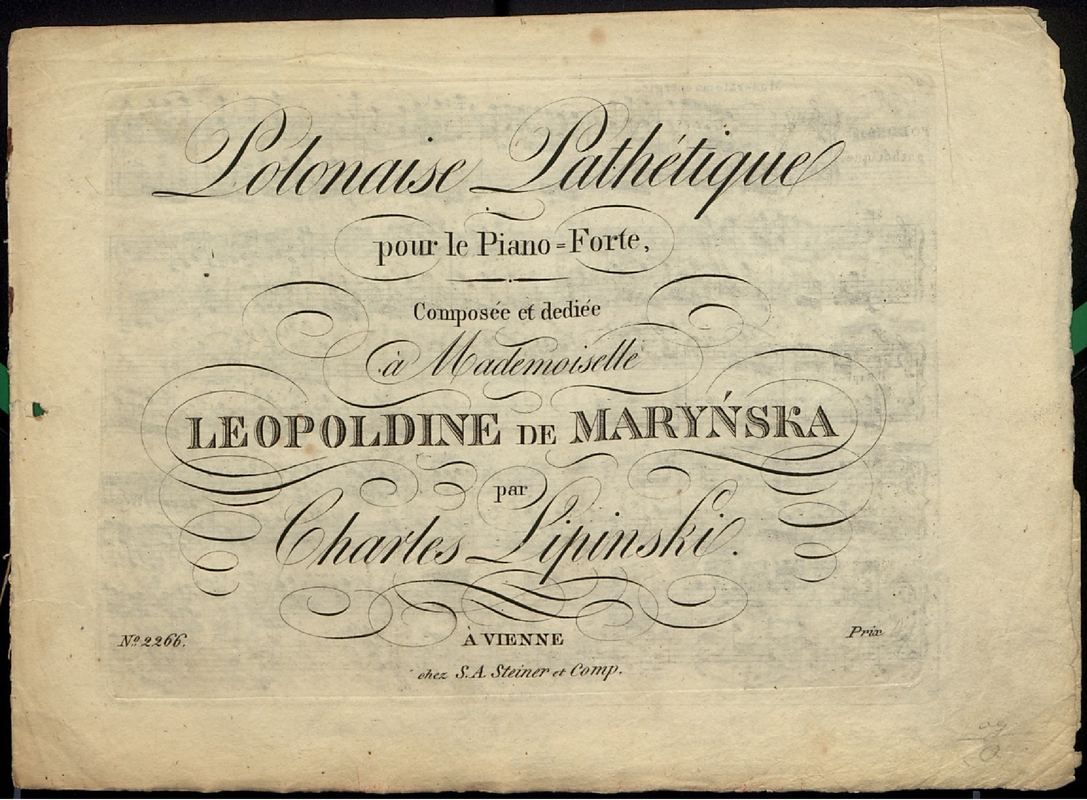 Polonaise Pathétique
pour le Piano=Forte,
Composée et dediée
à Mademoiselle
LEOPOLDINE DE MARYŃSKA
par
Charles Lipinski.
No. 2266.
À VIENNE
Prix
chez S. A. Steiner et Comp.